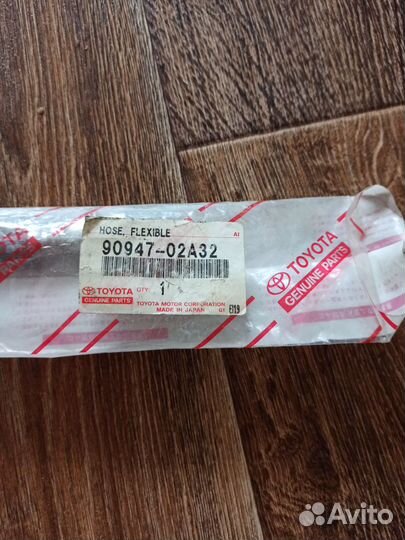 HOSE, FLEXIBLE
AI
90947-02A32
TOYOTA QTY. 1
GENUINE PARTS
TOYOTA MOTOR CORPORATION
MADE IN JAPAN
TOYOTA
GENUINE PARTS
Avito